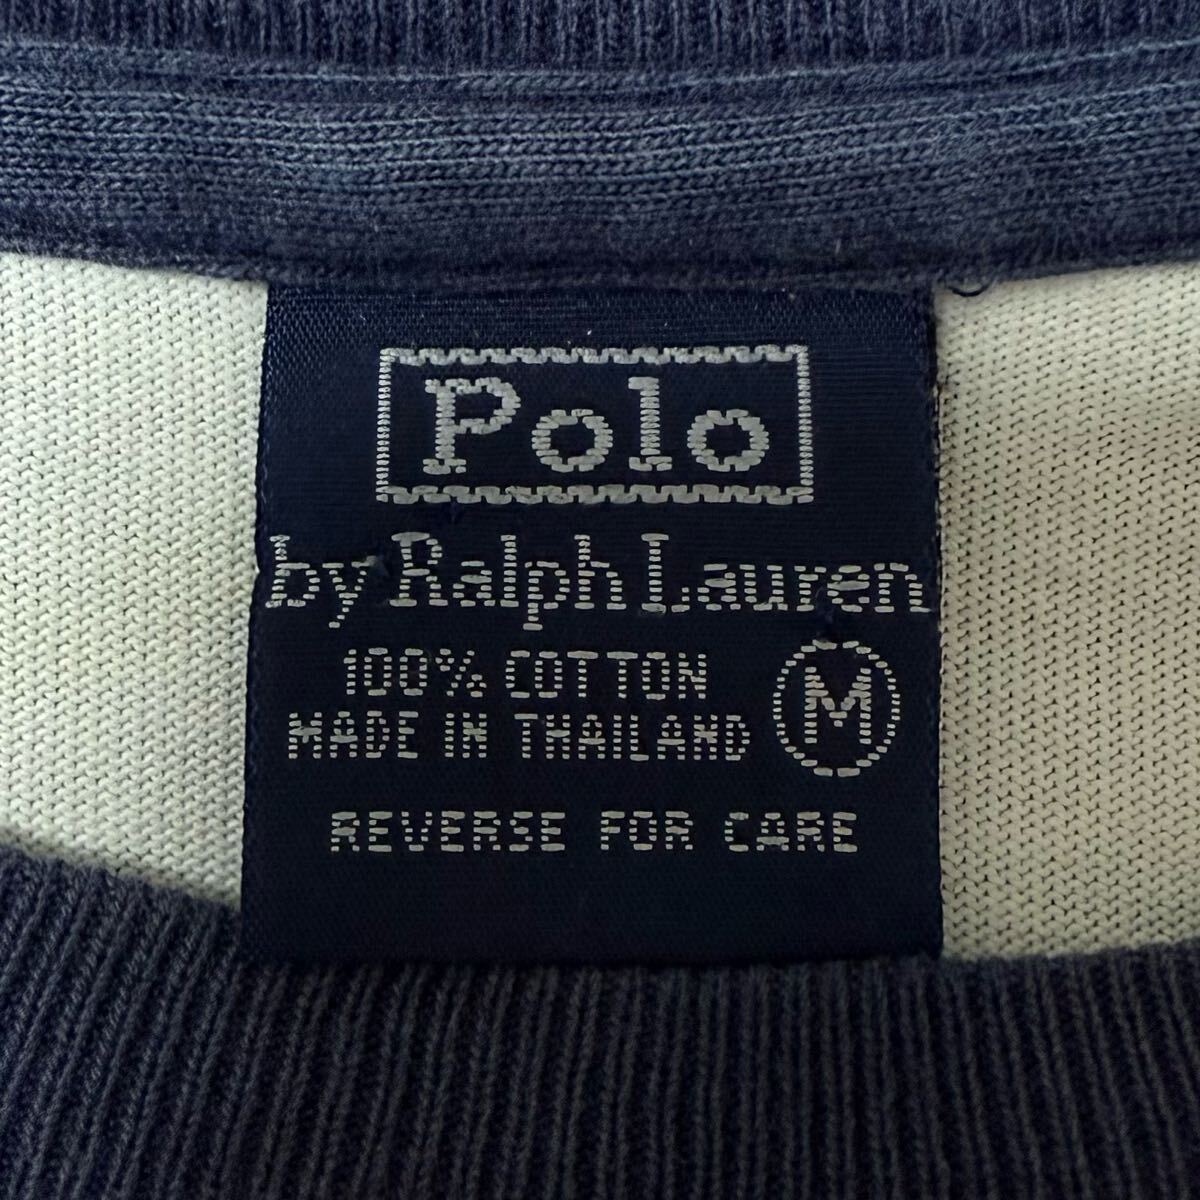 Polo
by Ralph Lauren
100% COTTON
MADE IN THAILAND
M
REVERSE FOR CARE